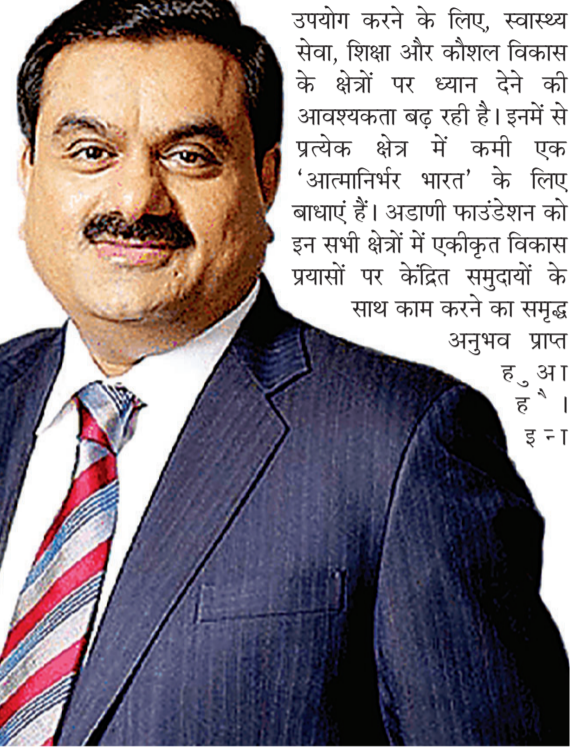 उपयोग करने के लिए, स्वास्थ्य
सेवा, शिक्षा और कौशल विकास
के क्षेत्रों पर ध्यान देने की
आवश्यकता बढ़ रही है। इनमें से
प्रत्येक क्षेत्र में कमी एक
‘आत्मानिर्भर भारत’ के लिए
बाधाएं हैं। अडाणी फाउंडेशन को
इन सभी क्षेत्रों में एकीकृत विकास
प्रयासों पर केंद्रित समुदायों के
साथ काम करने का समृद्ध
अनुभव प्राप्त
हुआ
है ।
इन